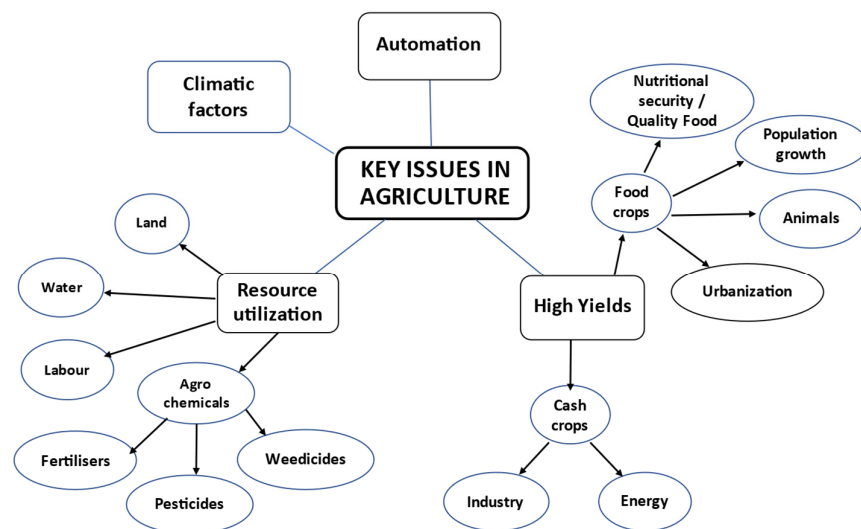 Automation
Climatic
factors
KEY ISSUES IN
AGRICULTURE
Nutritional
security /
Quality Food
Population
growth
Food
crops
Animals
Urbanization
Land
Water
Labour
Resource
utilization
High Yields
Agro
chemicals
Fertilisers
Pesticides
Weedicides
Cash
crops
Industry
Energy